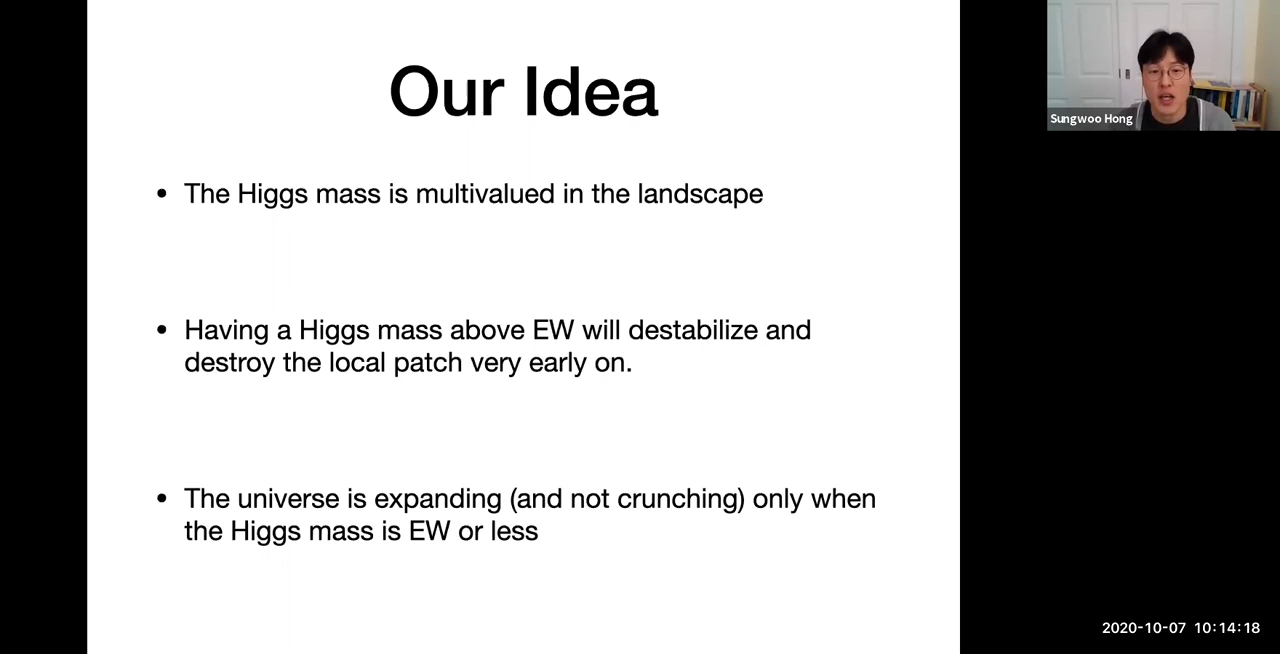 Our Idea
Sungwoo Hong
• The Higgs mass is multivalued in the landscape
• Having a Higgs mass above EW will destabilize and
destroy the local patch very early on.
• The universe is expanding (and not crunching) only when
the Higgs mass is EW or less
2020-10-07 10:14:18